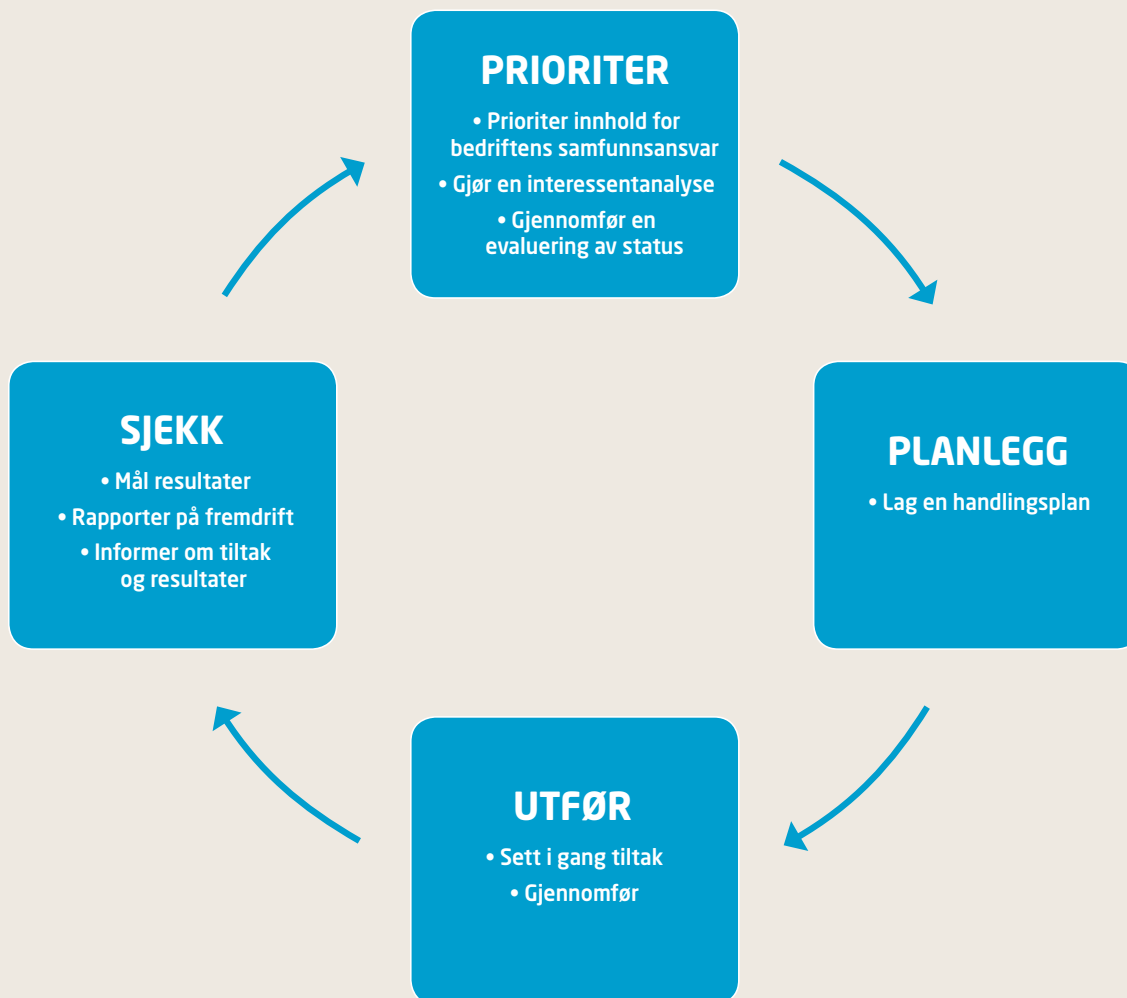 PRIORITER
• Prioriter innhold for
bedriftens samfunnsansvar
• Gjør en interessentanalyse
• Gjennomfør en
evaluering av status
PLANLEGG
• Lag en handlingsplan
UTFØR
• Sett i gang tiltak
• Gjennomfør
SJEKK
• Mål resultater
• Rapporter på fremdrift
• Informer om tiltak
og resultater